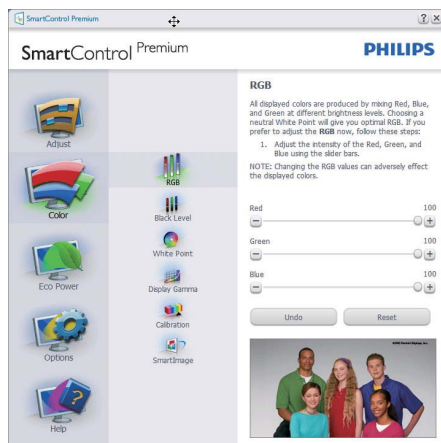 SmartControl Premium
SmartControl Premium
PHILIPS
Adjust
Color
Eco Power
Options
Help
RGB
Black Level
White Point
Display Gamma
Calibration
SmartImage
RGB
All displayed colors are produced by mixing Red, Blue,
and Green at different brightness levels. Choosing a
neutral White Point will give you optimal RGB. If you
prefer to adjust the RGB now, follow these steps:
1. Adjust the intensity of the Red, Green, and
Blue using the slider bars.
NOTE: Changing the RGB values can adversely effect
the displayed colors.
Red 100
Green 100
Blue 100
Undo Reset